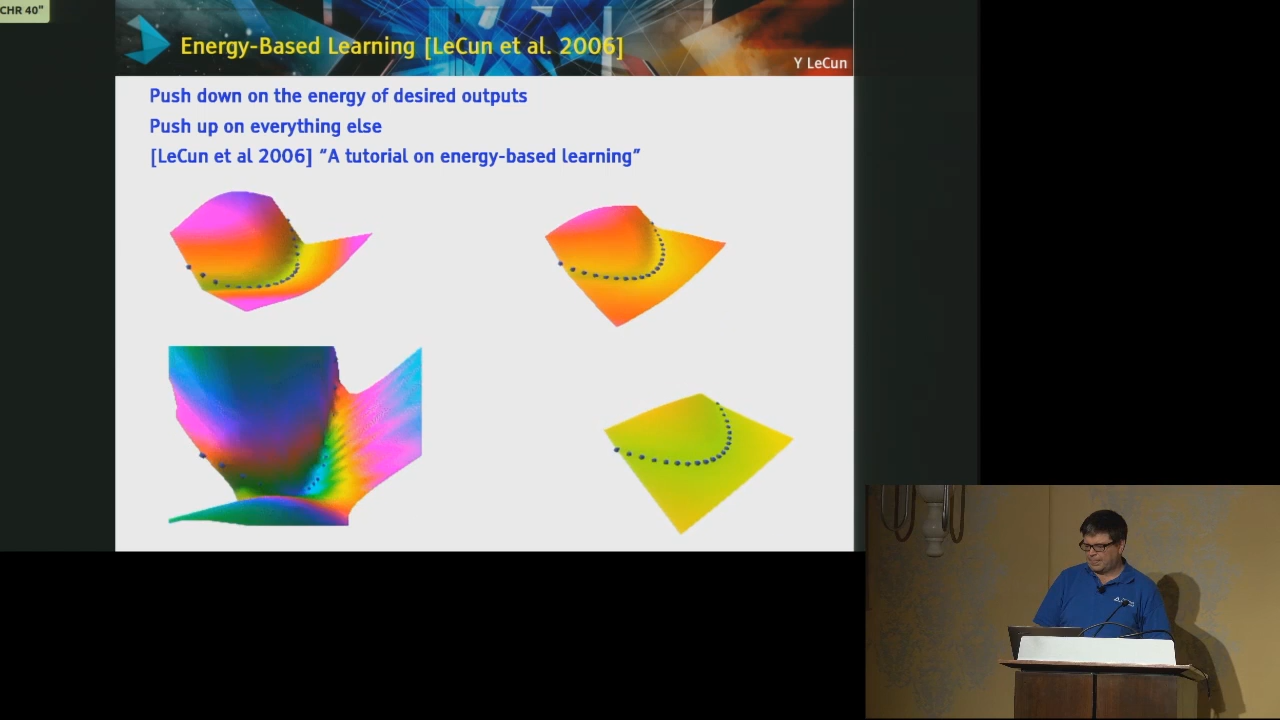 CHR 40"
Energy-Based Learning [LeCun et al. 2006]
Y LeCun
Push down on the energy of desired outputs
Push up on everything else
[LeCun et al 2006] "A tutorial on energy-based learning"